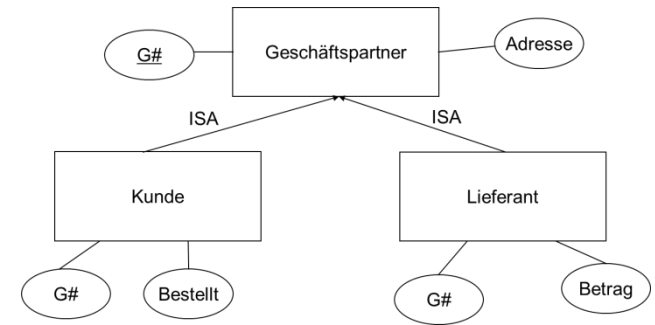 G#
Geschäftspartner
Adresse
ISA
ISA
Kunde
Lieferant
G#
Bestellt
G#
Betrag